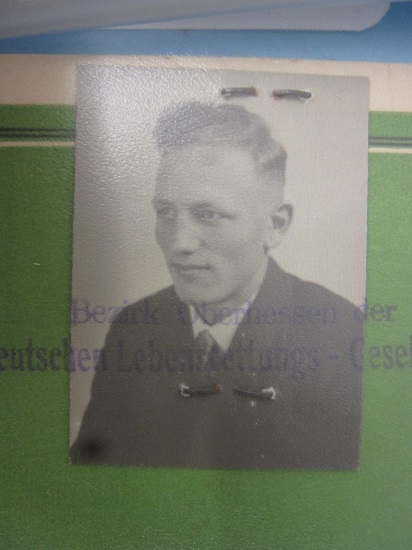 Bezirk Oberhessen der
eutschen Lebensrettungs - Gesel